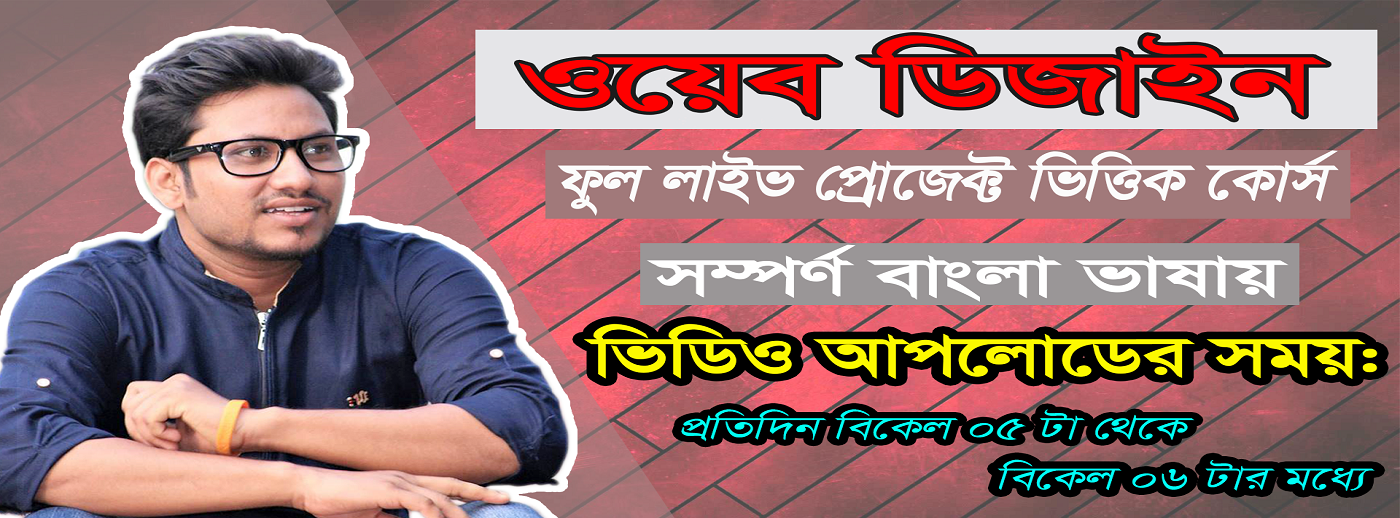 ওয়েব ডিজাইন
ফুল লাইভ প্রোজেক্ট ভিত্তিক কোর্স
সম্পর্ণ বাংলা ভাষায়
ভিডিও আপলোডের সময়:
প্রতিদিন বিকেল ০৫ টা থেকে
বিকেল ০৬ টার মধ্যে